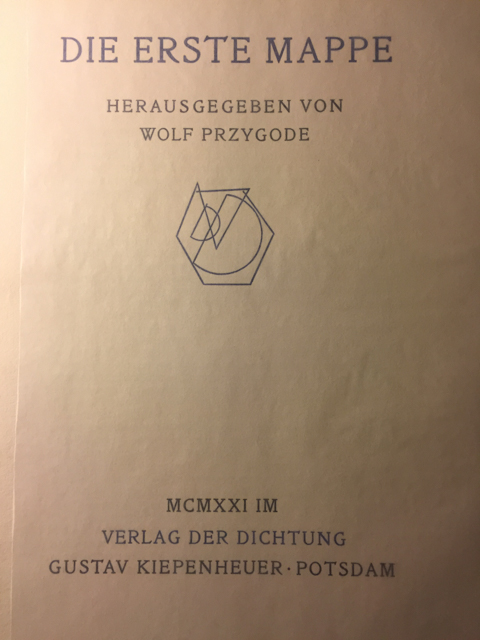 DIE ERSTE MAPPE
HERAUSGEGEBEN VON
WOLF PRZYGODE
MCMXXI IM
VERLAG DER DICHTUNG
GUSTAV KIEPENHEUER · POTSDAM